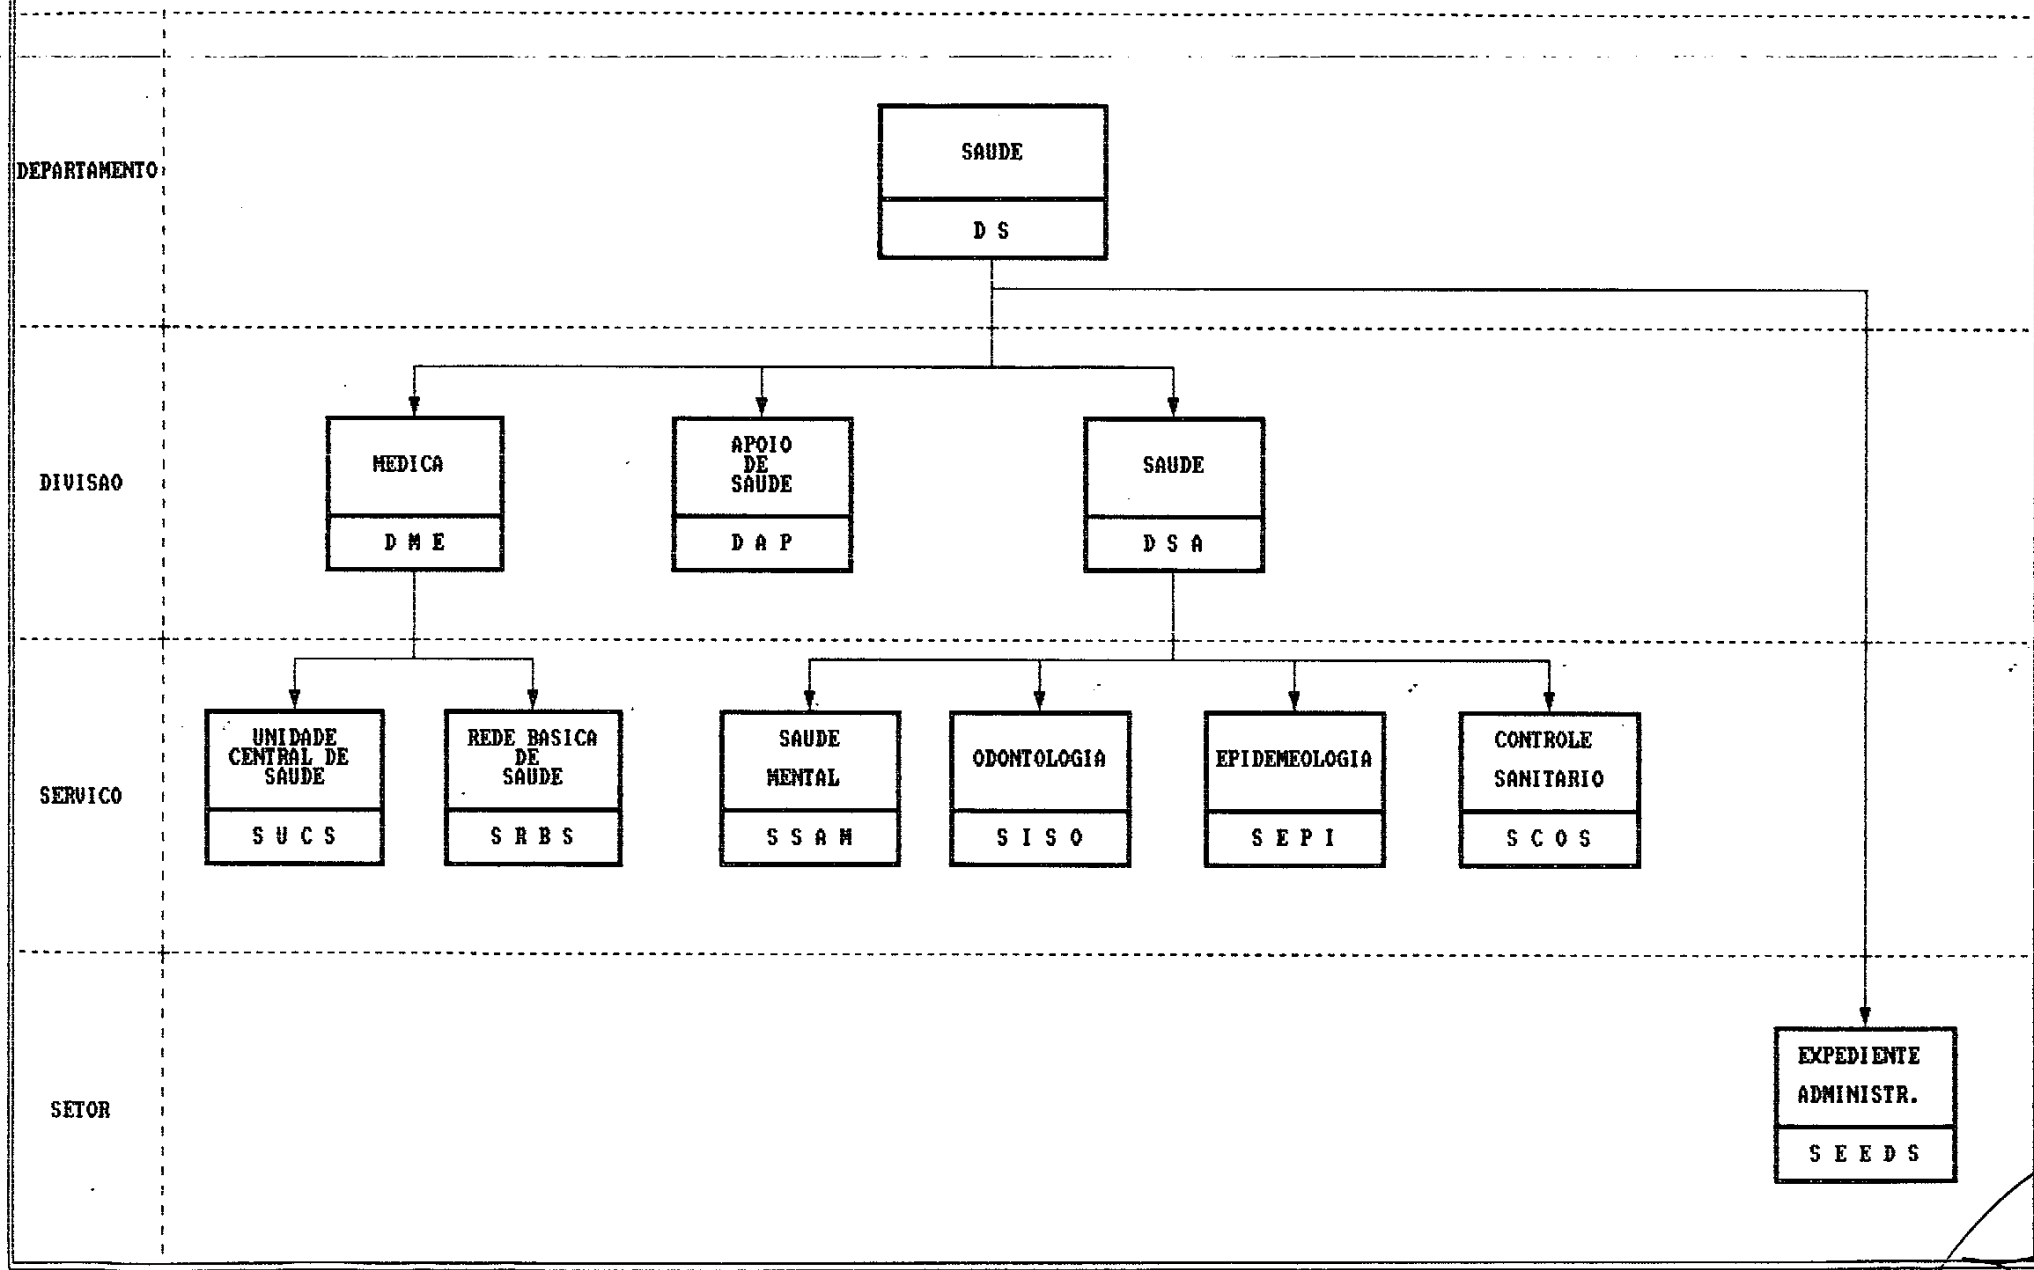 DEPARTAMENTO
SAUDE
D S
DIVISAO
MEDICA
D M E
APOIO
DE
SAUDE
D A P
SAUDE
D S A
SERVICO
UNIDADE
CENTRAL DE
SAUDE
S U C S
REDE BASICA
DE
SAUDE
S R B S
SAUDE
MENTAL
S S A M
ODONTOLOGIA
S I S O
EPIDEMEOLOGIA
S E P I
CONTROLE
SANITARIO
S C O S
SETOR
EXPEDIENTE
ADMINISTR.
S E E D S